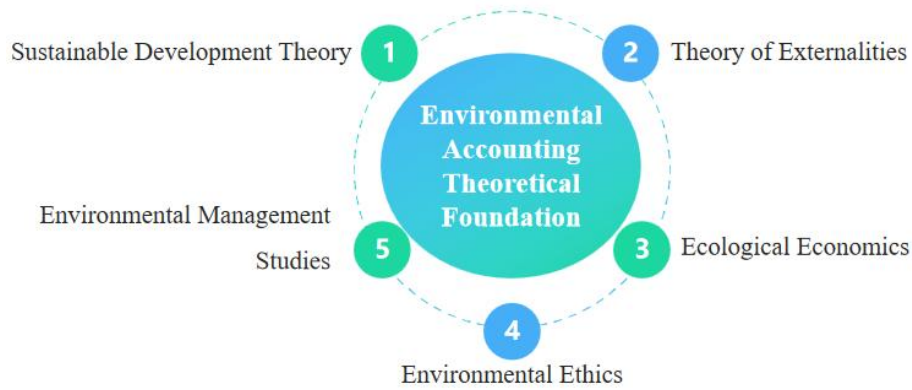 Sustainable Development Theory
1
2
Theory of Externalities
Environmental
Accounting
Theoretical
Foundation
Environmental Management
Studies
5
3
Ecological Economics
4
Environmental Ethics